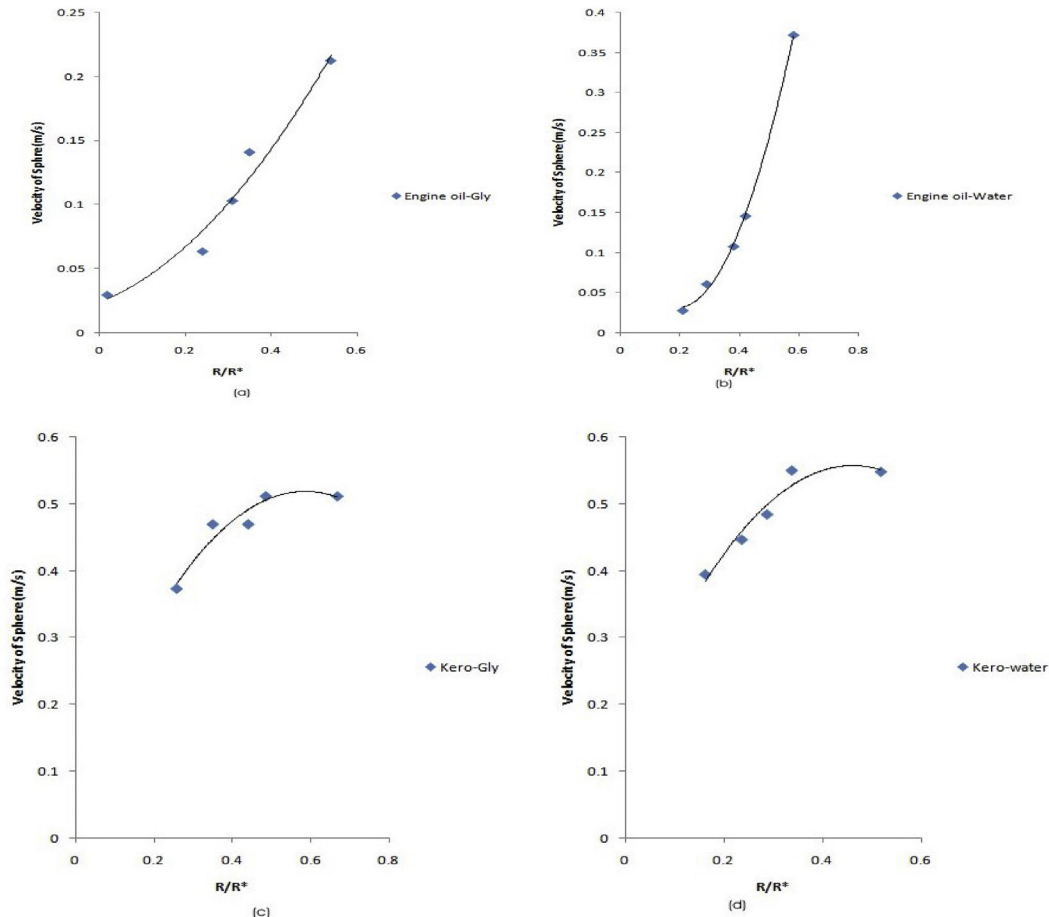 0.25
0.2
0.15
0.1
0.05
0
0 0.2 0.4 0.6
Velocity of Sphre(m/s)
R/R*
(a)
Engine oil-Gly
0.4
0.35
0.3
0.25
0.2
0.15
0.1
0.05
0
0 0.2 0.4 0.6 0.8
Velocity of Sphere(m/s)
R/R*
(b)
Engine oil-Water
0.6
0.5
0.4
0.3
0.2
0.1
0
0 0.2 0.4 0.6 0.8
Velocity of Sphere(m/s)
R/R*
(c)
Kero-Gly
0.6
0.5
0.4
0.3
0.2
0.1
0
0 0.2 0.4 0.6
Velocity of Sphere(m/s)
R/R*
(d)
Kero-water